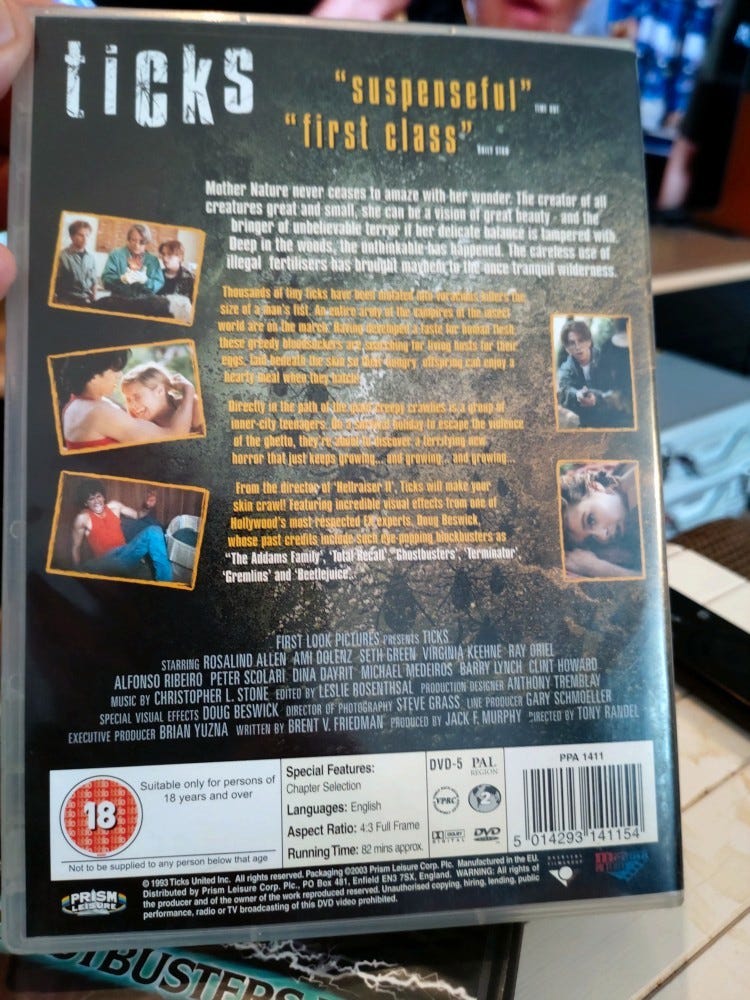 ticks
"suspenseful"
TIME OUT
"first class"
DAILY STAR
Mother Nature never ceases to amaze with her wonder. The creator of all
creatures great and small, she can be a vision of great beauty - and the
bringer of unbelievable terror if her delicate balance is tampered with.
Deep in the woods, the unthinkable has happened. The careless use of
illegal fertilisers has brought mayhem to the once tranquil wilderness.
Thousands of tiny ticks have been mutated into voracious killers the
size of a man's fist. An entire army of the vampires of the insect
world are on the march. Having developed a taste for human flesh,
these greedy bloodsuckers are searching for living hosts for their
eggs, laid beneath the skin so their hungry offspring can enjoy a
hearty meal when they hatch.
Directly in the path of the giant creepy crawlies is a group of
inner-city teenagers. On a survival holiday to escape the violence
of the ghetto, they're about to discover a terrifying new
horror that just keeps growing... and growing... and growing...
From the director of 'Hellraiser II', Ticks will make your
skin crawl! Featuring incredible visual effects from one of
Hollywood's most respected FX experts, Doug Beswick,
whose past credits include such eye-popping blockbusters as
"The Addams Family', 'Total Recall', 'Ghostbusters', 'Terminator',
'Gremlins' and 'Beetlejuice'.
FIRST LOOK PICTURES PRESENTS TICKS
STARRING ROSALIND ALLEN AMI DOLENZ SETH GREEN VIRGINIA KEEHNE RAY ORIEL
ALFONSO RIBEIRO PETER SCOLARI DINA DAYRIT MICHAEL MEDEIROS BARRY LYNCH CLINT HOWARD
MUSIC BY CHRISTOPHER L. STONE EDITED BY LESLIE ROSENTHAL PRODUCTION DESIGNER ANTHONY TREMBLAY
SPECIAL VISUAL EFFECTS DOUG BESWICK DIRECTOR OF PHOTOGRAPHY STEVE GRASS LINE PRODUCER GARY SCHMOELLER
EXECUTIVE PRODUCER BRIAN YUZNA WRITTEN BY BRENT V. FRIEDMAN PRODUCED BY JACK F. MURPHY DIRECTED BY TONY RANDEL
18
Suitable only for persons of
18 years and over
Not to be supplied to any person below that age
Special Features:
Chapter Selection
Languages: English
Aspect Ratio: 4:3 Full Frame
Running Time: 82 mins approx.
DVD-5 PAL
REGION
VPRC
2
DOLBY
DVD
PPA 1411
5 014293 141154
PRISM
LEISURE
© 1993 Ticks United Inc. All rights reserved. Packaging ©2003 Prism Leisure Corp. Plc. Manufactured in the EU.
Distributed by Prism Leisure Corp. Plc., PO Box 481, Enfield EN3 7SX, England. WARNING: All rights of
the producer and of the owner of the work reproduced reserved. Unauthorised copying, hiring, lending, public
performance, radio or TV broadcasting of this DVD video prohibited.
TBUSTERS